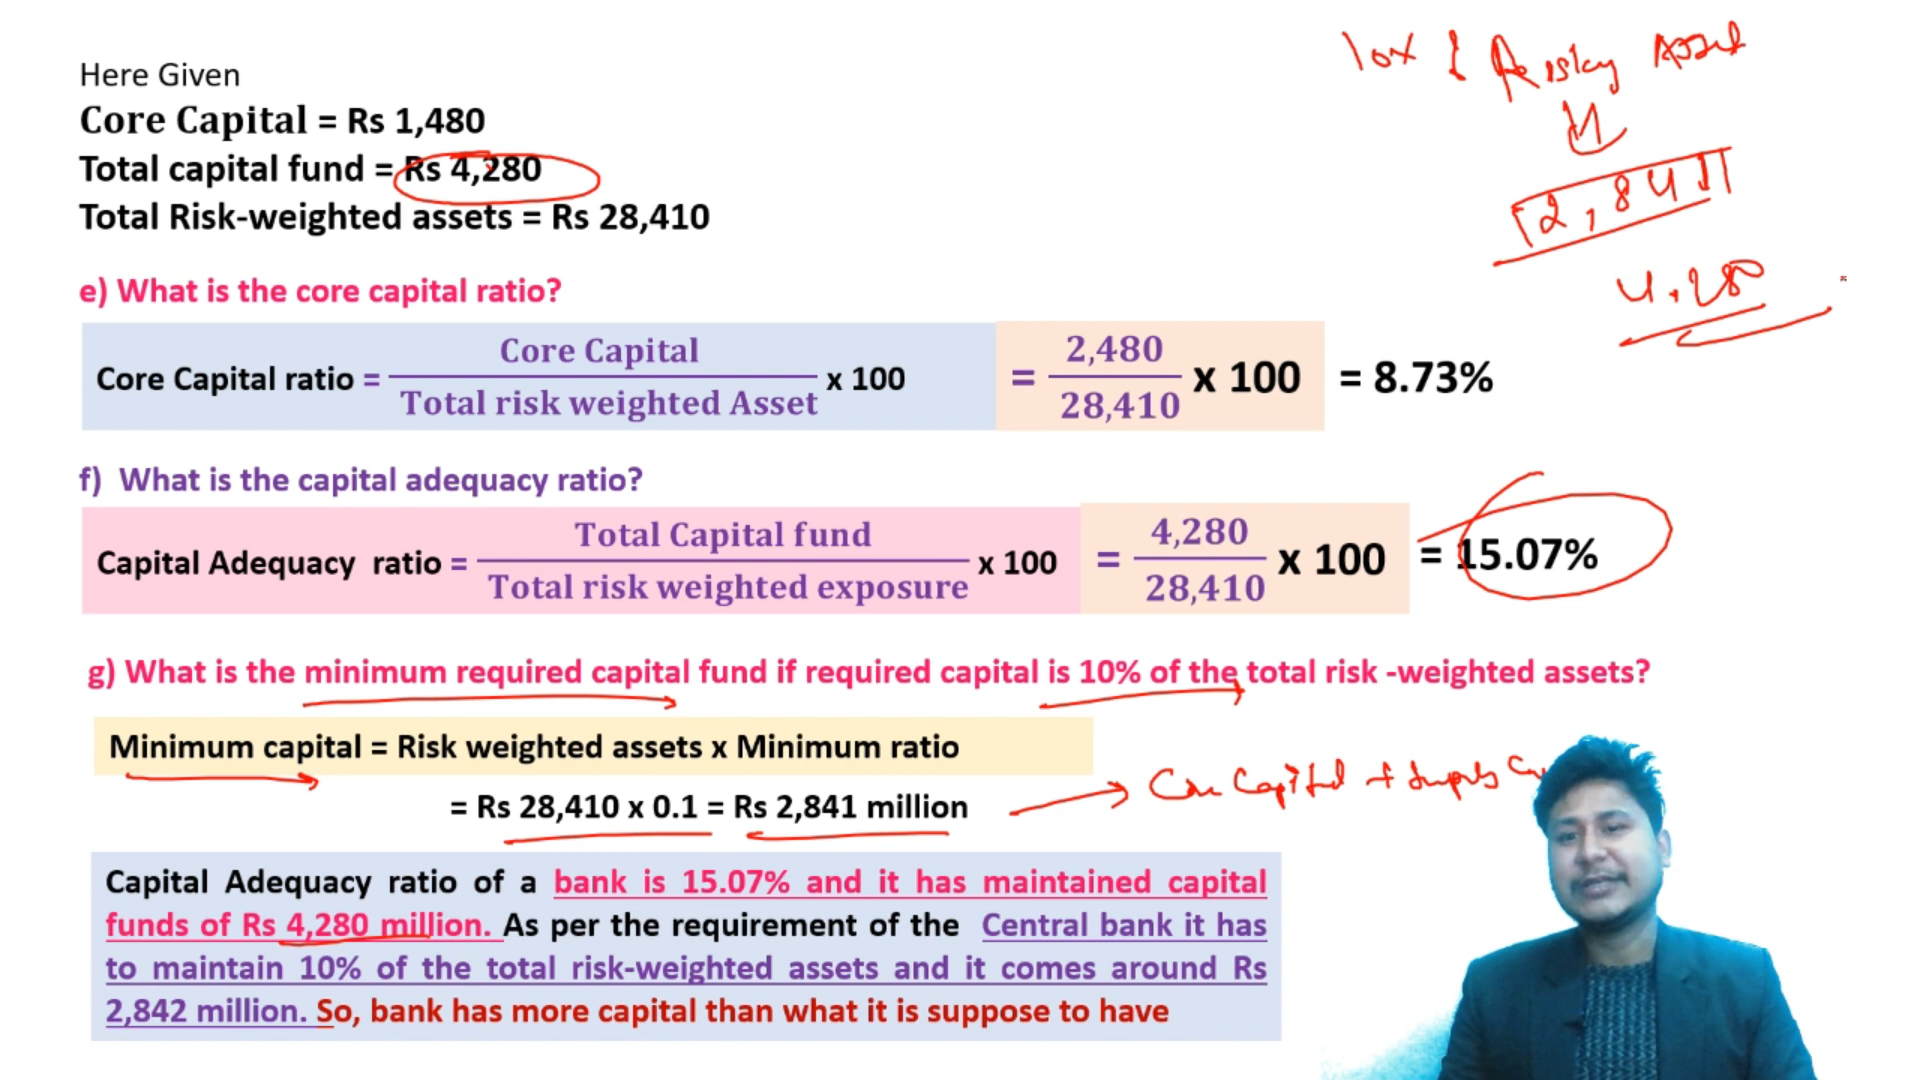 Here Given
Core Capital = Rs 1,480
Total capital fund = Rs 4,280
Total Risk-weighted assets = Rs 28,410
10% of Risky Asset
2,841
4,280
e) What is the core capital ratio?
Core Capital ratio = Core Capital / Total risk weighted Asset x 100 = 2,480 / 28,410 x 100 = 8.73%
f) What is the capital adequacy ratio?
Capital Adequacy ratio = Total Capital fund / Total risk weighted exposure x 100 = 4,280 / 28,410 x 100 = 15.07%
g) What is the minimum required capital fund if required capital is 10% of the total risk -weighted assets?
Minimum capital = Risk weighted assets x Minimum ratio
= Rs 28,410 x 0.1 = Rs 2,841 million
Core Capital +
Capital Adequacy ratio of a bank is 15.07% and it has maintained capital
funds of Rs 4,280 million. As per the requirement of the Central bank it has
to maintain 10% of the total risk-weighted assets and it comes around Rs
2,842 million. So, bank has more capital than what it is suppose to have